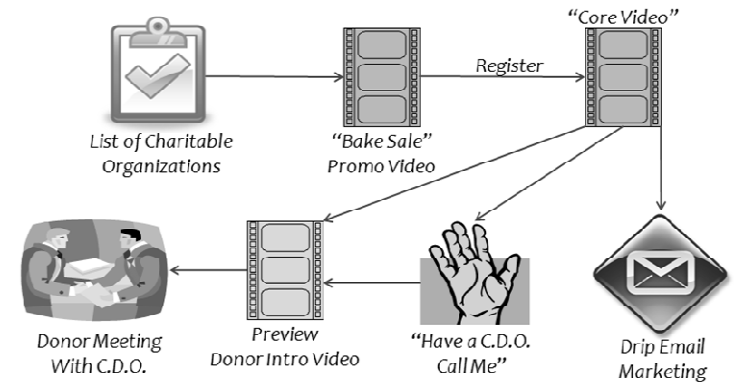 "Core Video"
Register
List of Charitable
Organizations
"Bake Sale"
Promo Video
Donor Meeting
With C.D.O.
Preview
Donor Intro Video
"Have a C.D.O.
Call Me"
Drip Email
Marketing